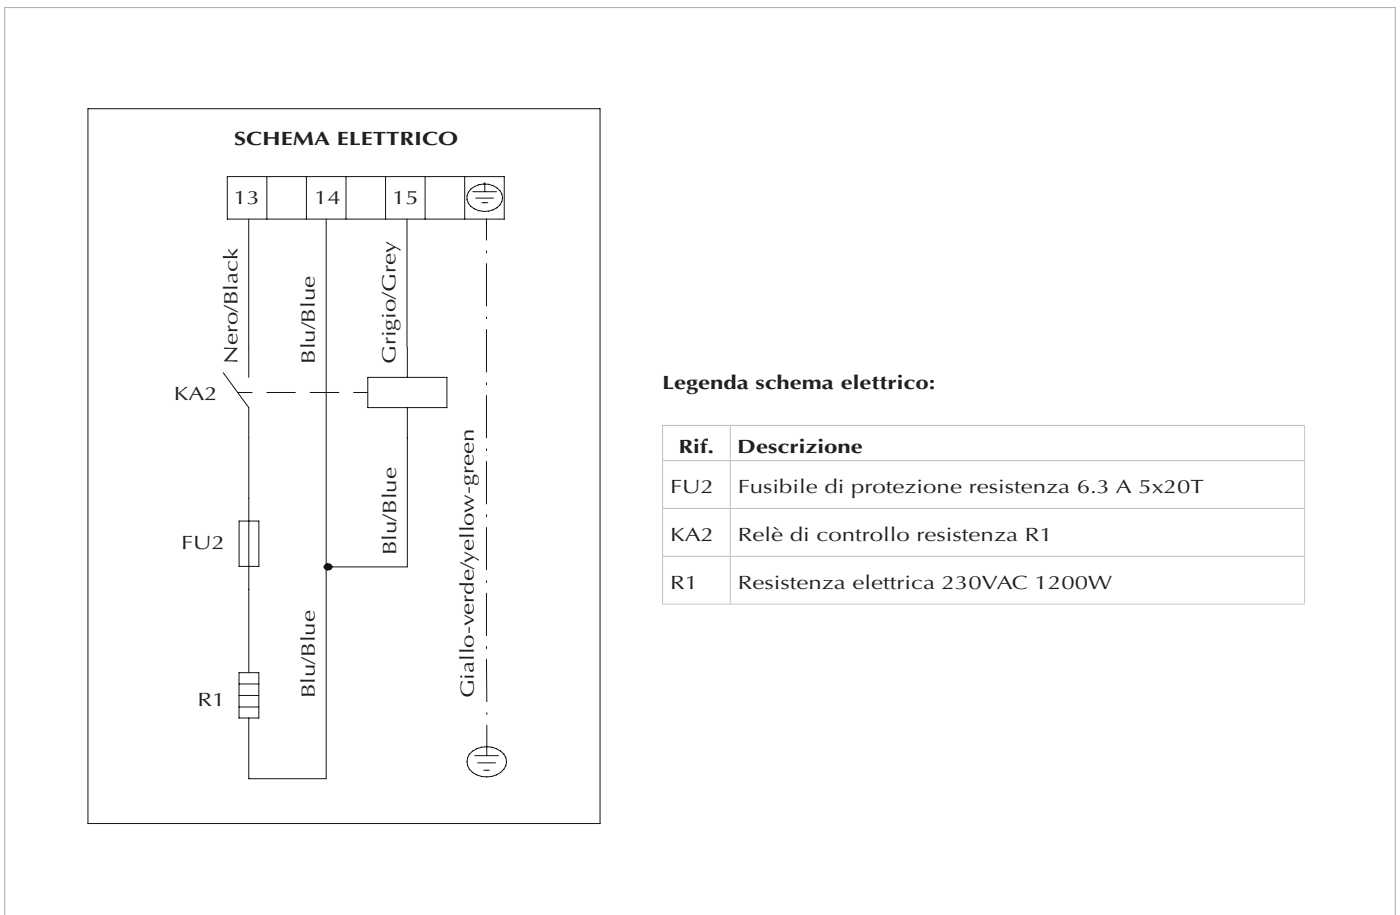 SCHEMA ELETTRICO
13 14 15
Nero/Black
Blu/Blue
Grigio/Grey
KA2
Giallo-verde/yellow-green
Blu/Blue
FU2
Blu/Blue
R1
Legenda schema elettrico:
Rif. Descrizione
FU2 Fusibile di protezione resistenza 6.3 A 5x20T
KA2 Relè di controllo resistenza R1
R1 Resistenza elettrica 230VAC 1200W